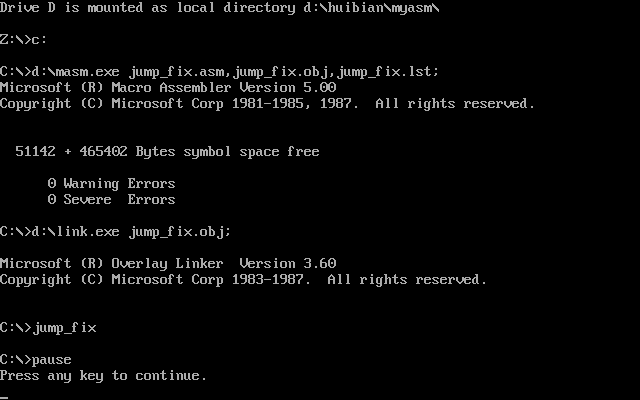 Drive D is mounted as local directory d:\huibian\myasm\
Z:\>c:
C:\>d:\masm.exe jump_fix.asm,jump_fix.obj,jump_fix.lst;
Microsoft (R) Macro Assembler Version 5.00
Copyright (C) Microsoft Corp 1981-1985, 1987.  All rights reserved.
51142 + 465402 Bytes symbol space free
0 Warning Errors
0 Severe  Errors
C:\>d:\link.exe jump_fix.obj;
Microsoft (R) Overlay Linker  Version 3.60
Copyright (C) Microsoft Corp 1983-1987.  All rights reserved.
C:\>jump_fix
C:\>pause
Press any key to continue.